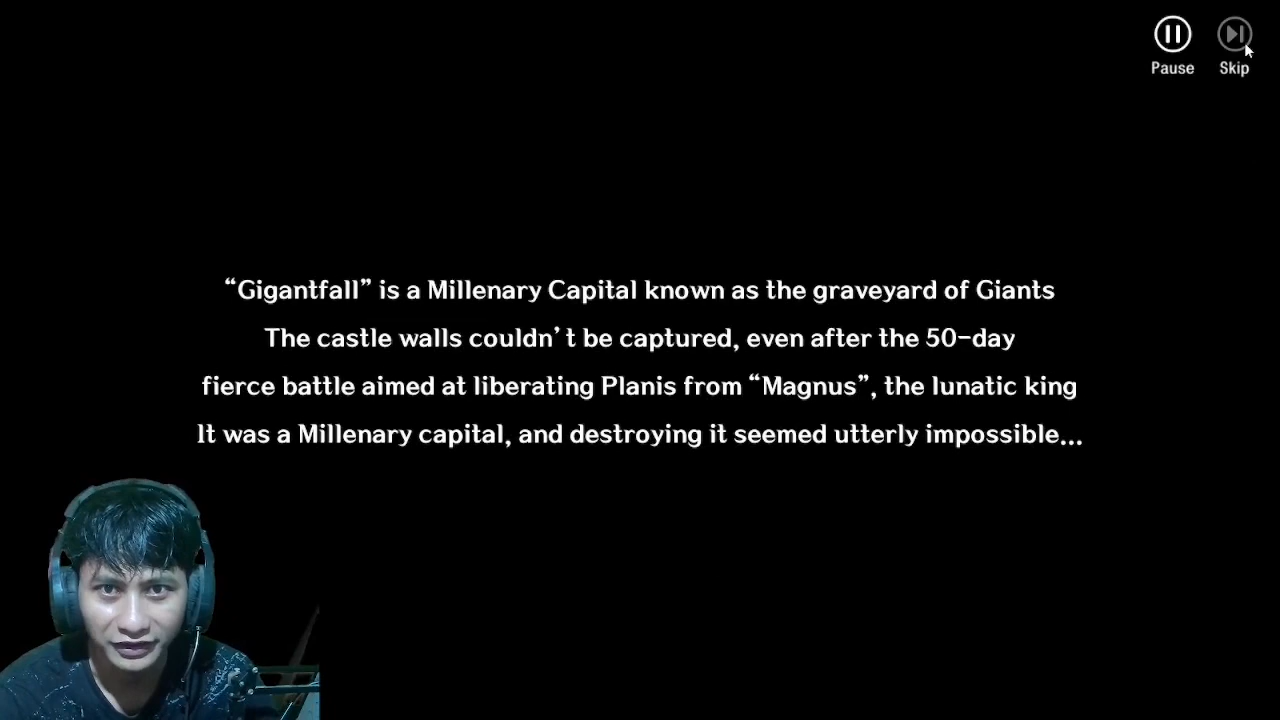 Pause Skip
“Gigantfall” is a Millenary Capital known as the graveyard of Giants
The castle walls couldn’t be captured, even after the 50-day
fierce battle aimed at liberating Planis from “Magnus”, the lunatic king
It was a Millenary capital, and destroying it seemed utterly impossible...